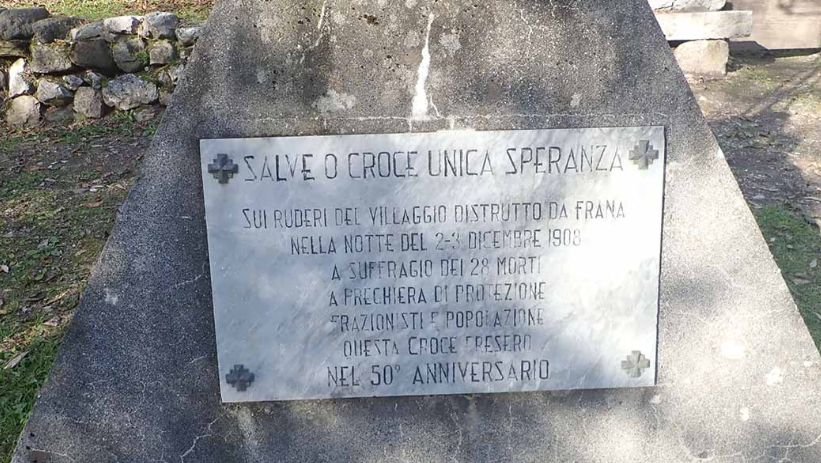 SALVE O CROCE UNICA SPERANZA
SUI RUDERI DEL VILLAGGIO DISTRUTTO DA FRANA
NELLA NOTTE DEL 2-3 DICEMBRE 1908
A SUFFRAGIO DEI 28 MORTI
A PRECHIERA DI PROTEZIONE
FRAZIONISTI E POPOLAZIONE
QUESTA CROCE ERESERO
NEL 50° ANNIVERSARIO